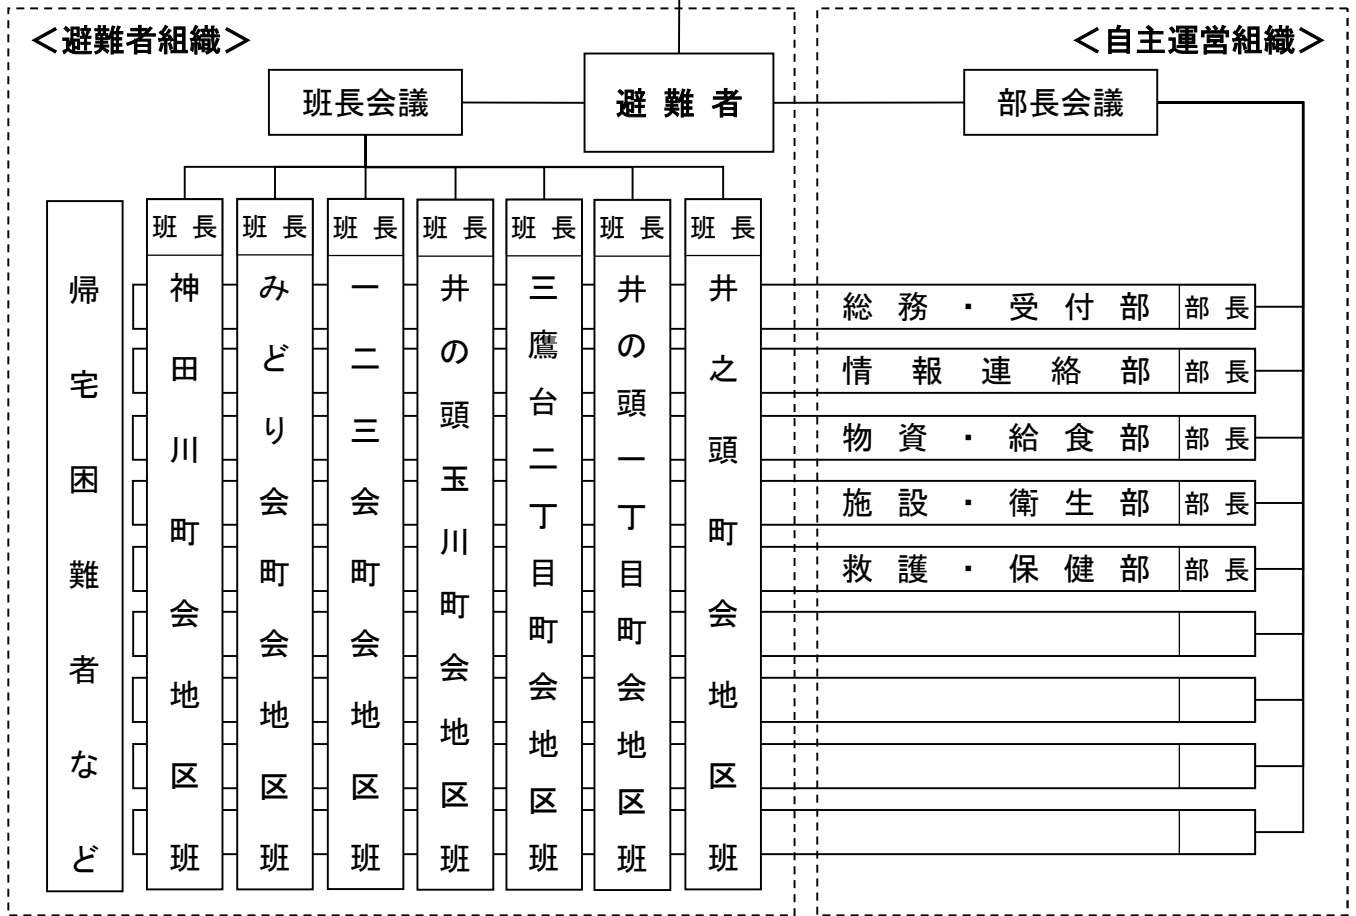 ＜避難者組織＞
＜自主運営組織＞
班長会議
避難者
部長会議
帰宅困難者など
班長
神田川町会地区班
班長
みどり会町会地区班
班長
一二三会町会地区班
班長
井の頭玉川町会地区班
班長
三鷹台二丁目町会地区班
班長
井の頭一丁目町会地区班
班長
井之頭町会地区班
総務・受付部 部長
情報連絡部 部長
物資・給食部 部長
施設・衛生部 部長
救護・保健部 部長